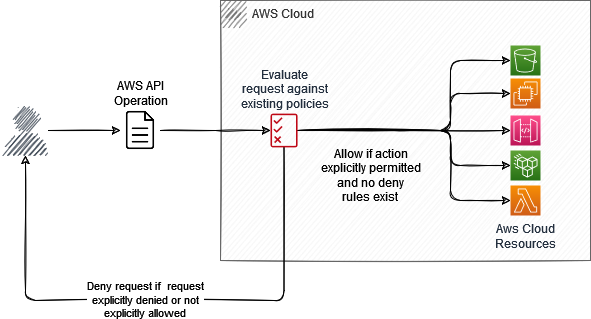 AWS Cloud
AWS API
Operation
Evaluate
request against
existing policies
Allow if action
explicitly permitted
and no deny
rules exist
Aws Cloud
Resources
Deny request if  request
explicitly denied or not
explicitly allowed